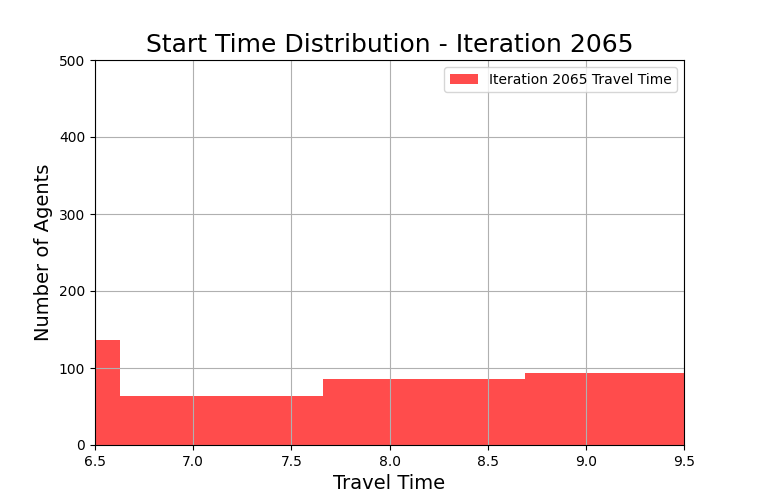 Start Time Distribution - Iteration 2065
Iteration 2065 Travel Time
Number of Agents
500
400
300
200
100
0
6.5 7.0 7.5 8.0 8.5 9.0 9.5
Travel Time